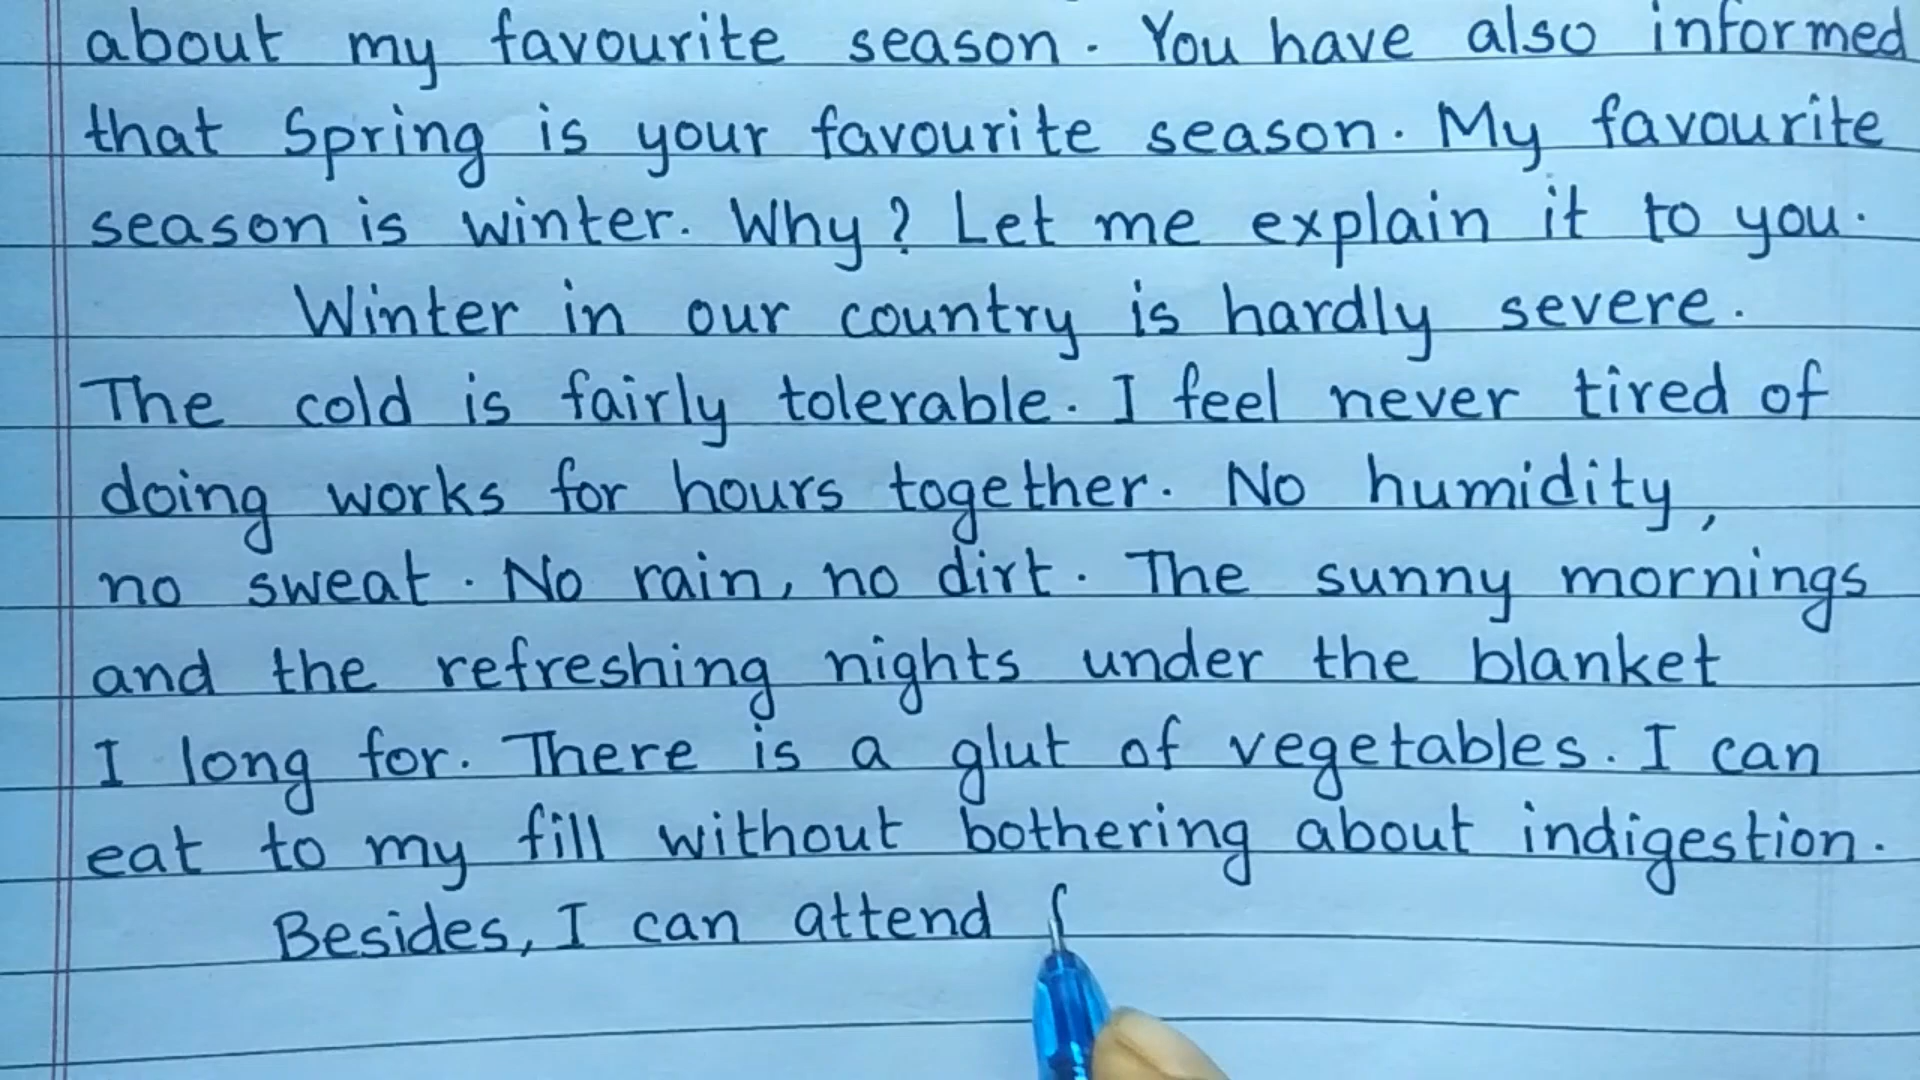 about my favourite season. You have also informed
that Spring is your favourite season. My favourite
season is winter. Why? Let me explain it to you.
Winter in our country is hardly severe.
The cold is fairly tolerable. I feel never tired of
doing works for hours together. No humidity,
no sweat. No rain, no dirt. The sunny mornings
and the refreshing nights under the blanket
I long for. There is a glut of vegetables. I can
eat to my fill without bothering about indigestion.
Besides, I can attend